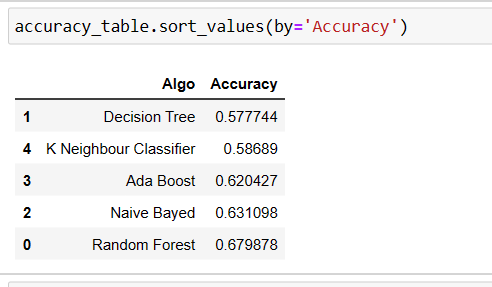 accuracy_table.sort_values(by='Accuracy')
Algo Accuracy
1 Decision Tree 0.577744
4 K Neighbour Classifier 0.58689
3 Ada Boost 0.620427
2 Naive Bayed 0.631098
0 Random Forest 0.679878